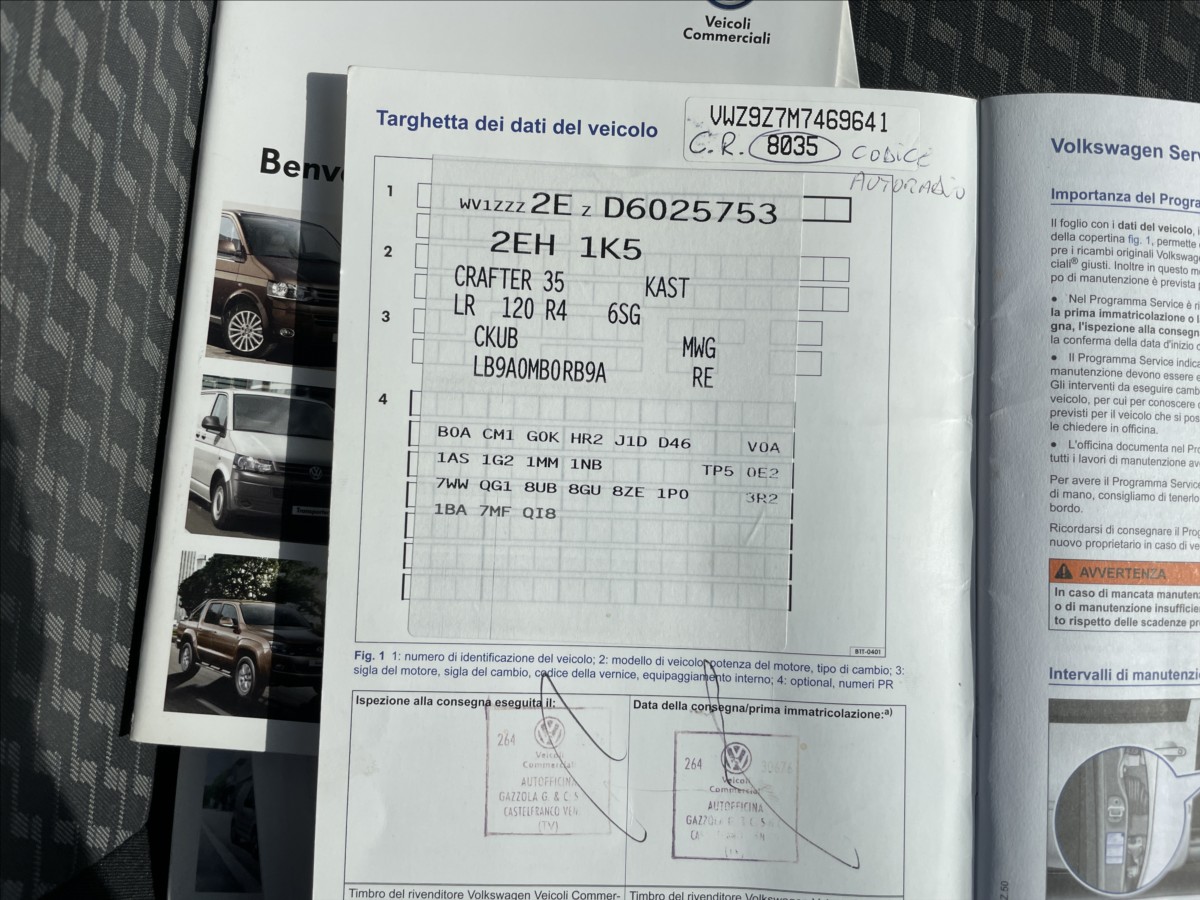 Veicoli
Commerciali
Benv
Targhetta dei dati del veicolo
VWZ9Z7M7469641
C.R. 8035 CODICE
AUTORADIO
1
WV1ZZZ 2E Z D6025753
2EH 1K5
2
CRAFTER 35 KAST
LR 120 R4 6SG
3
CKUB MWG
LB9A0MB0RB9A RE
4
B0A CM1 G0K HR2 J1D D46 V0A
1AS 1G2 1MM 1NB TP5 0E2
7WW QG1 8UB 8GU 8ZE 1P0 3R2
1BA 7MF QI8
B1T-0401
Fig. 1 1: numero di identificazione del veicolo; 2: modello di veicolo, potenza del motore, tipo di cambio; 3:
sigla del motore, sigla del cambio, codice della vernice, equipaggiamento interno; 4: optional, numeri PR
Ispezione alla consegna eseguita il:
264
Veicoli
Commerciali
AUTOFFICINA
GAZZOLA G. & C. S
CASTELFRANCO VEN.
(TV)
Data della consegna/prima immatricolazione:a)
264
Veicoli
Commerciali
AUTOFFICINA
Timbro del rivenditore Volkswagen Veicoli Commer-
Timbro del rivenditore
Volkswagen Serv
Importanza del Progra
Il foglio con i dati del veicolo, i
della copertina fig. 1, permette
pre i ricambi originali Volkswage
ciali® giusti. Inoltre in questo m
po di manutenzione è prevista
• Nel Programma Service è ri
la prima immatricolazione o l
gna, l'ispezione alla consegn
la conferma della data d'inizio
• Il Programma Service indica
manutenzione devono essere e
Gli interventi da eseguire camb
veicolo, per cui per conoscere
previsti per il veicolo che si pos
le chiedere in officina.
• L'officina documenta nel Pro
tutti i lavori di manutenzione av
Per avere il Programma Service
di mano, consigliamo di tenerlo
bordo.
Ricordarsi di consegnare il Prog
nuovo proprietario in caso di ve
AVVERTENZA
In caso di mancata manuten
o di manutenzione insufficien
to rispetto delle scadenze pr
Intervalli di manutenzi